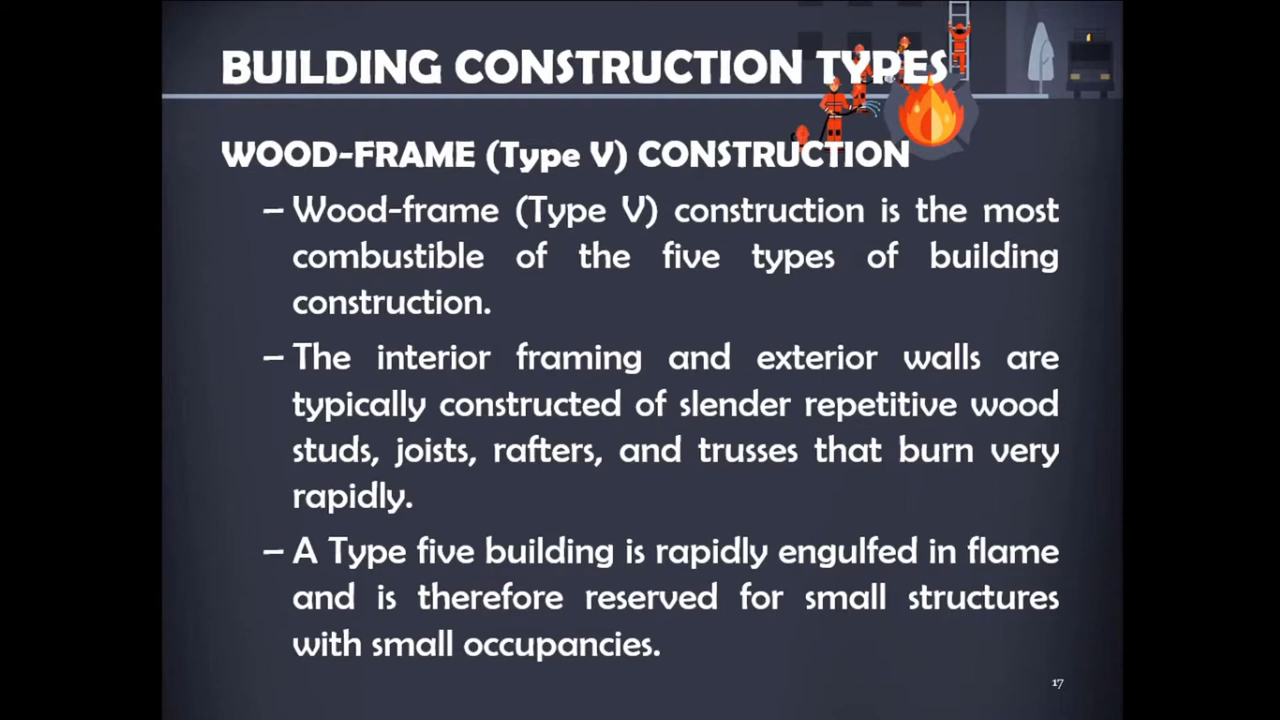 BUILDING CONSTRUCTION TYPES
WOOD-FRAME (Type V) CONSTRUCTION
– Wood-frame (Type V) construction is the most
combustible of the five types of building
construction.
– The interior framing and exterior walls are
typically constructed of slender repetitive wood
studs, joists, rafters, and trusses that burn very
rapidly.
– A Type five building is rapidly engulfed in flame
and is therefore reserved for small structures
with small occupancies.
17